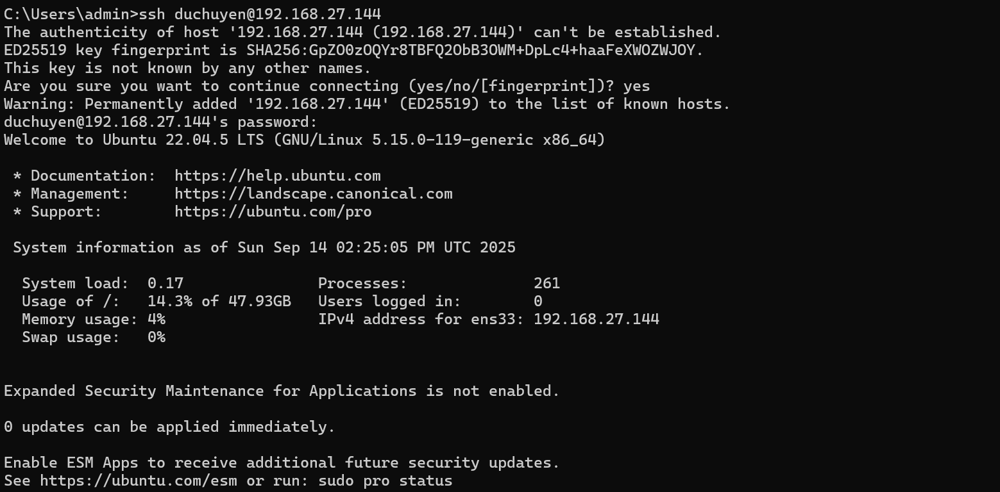 C:\Users\admin>ssh duchuyen@192.168.27.144
The authenticity of host '192.168.27.144 (192.168.27.144)' can't be established.
ED25519 key fingerprint is SHA256:GpZO0zOQYr8TBFQ2ObB3OWM+DpLc4+haaFeXWOZWJOY.
This key is not known by any other names.
Are you sure you want to continue connecting (yes/no/[fingerprint])? yes
Warning: Permanently added '192.168.27.144' (ED25519) to the list of known hosts.
duchuyen@192.168.27.144's password:
Welcome to Ubuntu 22.04.5 LTS (GNU/Linux 5.15.0-119-generic x86_64)

 * Documentation:  https://help.ubuntu.com
 * Management:     https://landscape.canonical.com
 * Support:        https://ubuntu.com/pro

 System information as of Sun Sep 14 02:25:05 PM UTC 2025

  System load:  0.17               Processes:              261
  Usage of /:   14.3% of 47.93GB   Users logged in:        0
  Memory usage: 4%                 IPv4 address for ens33: 192.168.27.144
  Swap usage:   0%

Expanded Security Maintenance for Applications is not enabled.

0 updates can be applied immediately.

Enable ESM Apps to receive additional future security updates.
See https://ubuntu.com/esm or run: sudo pro status